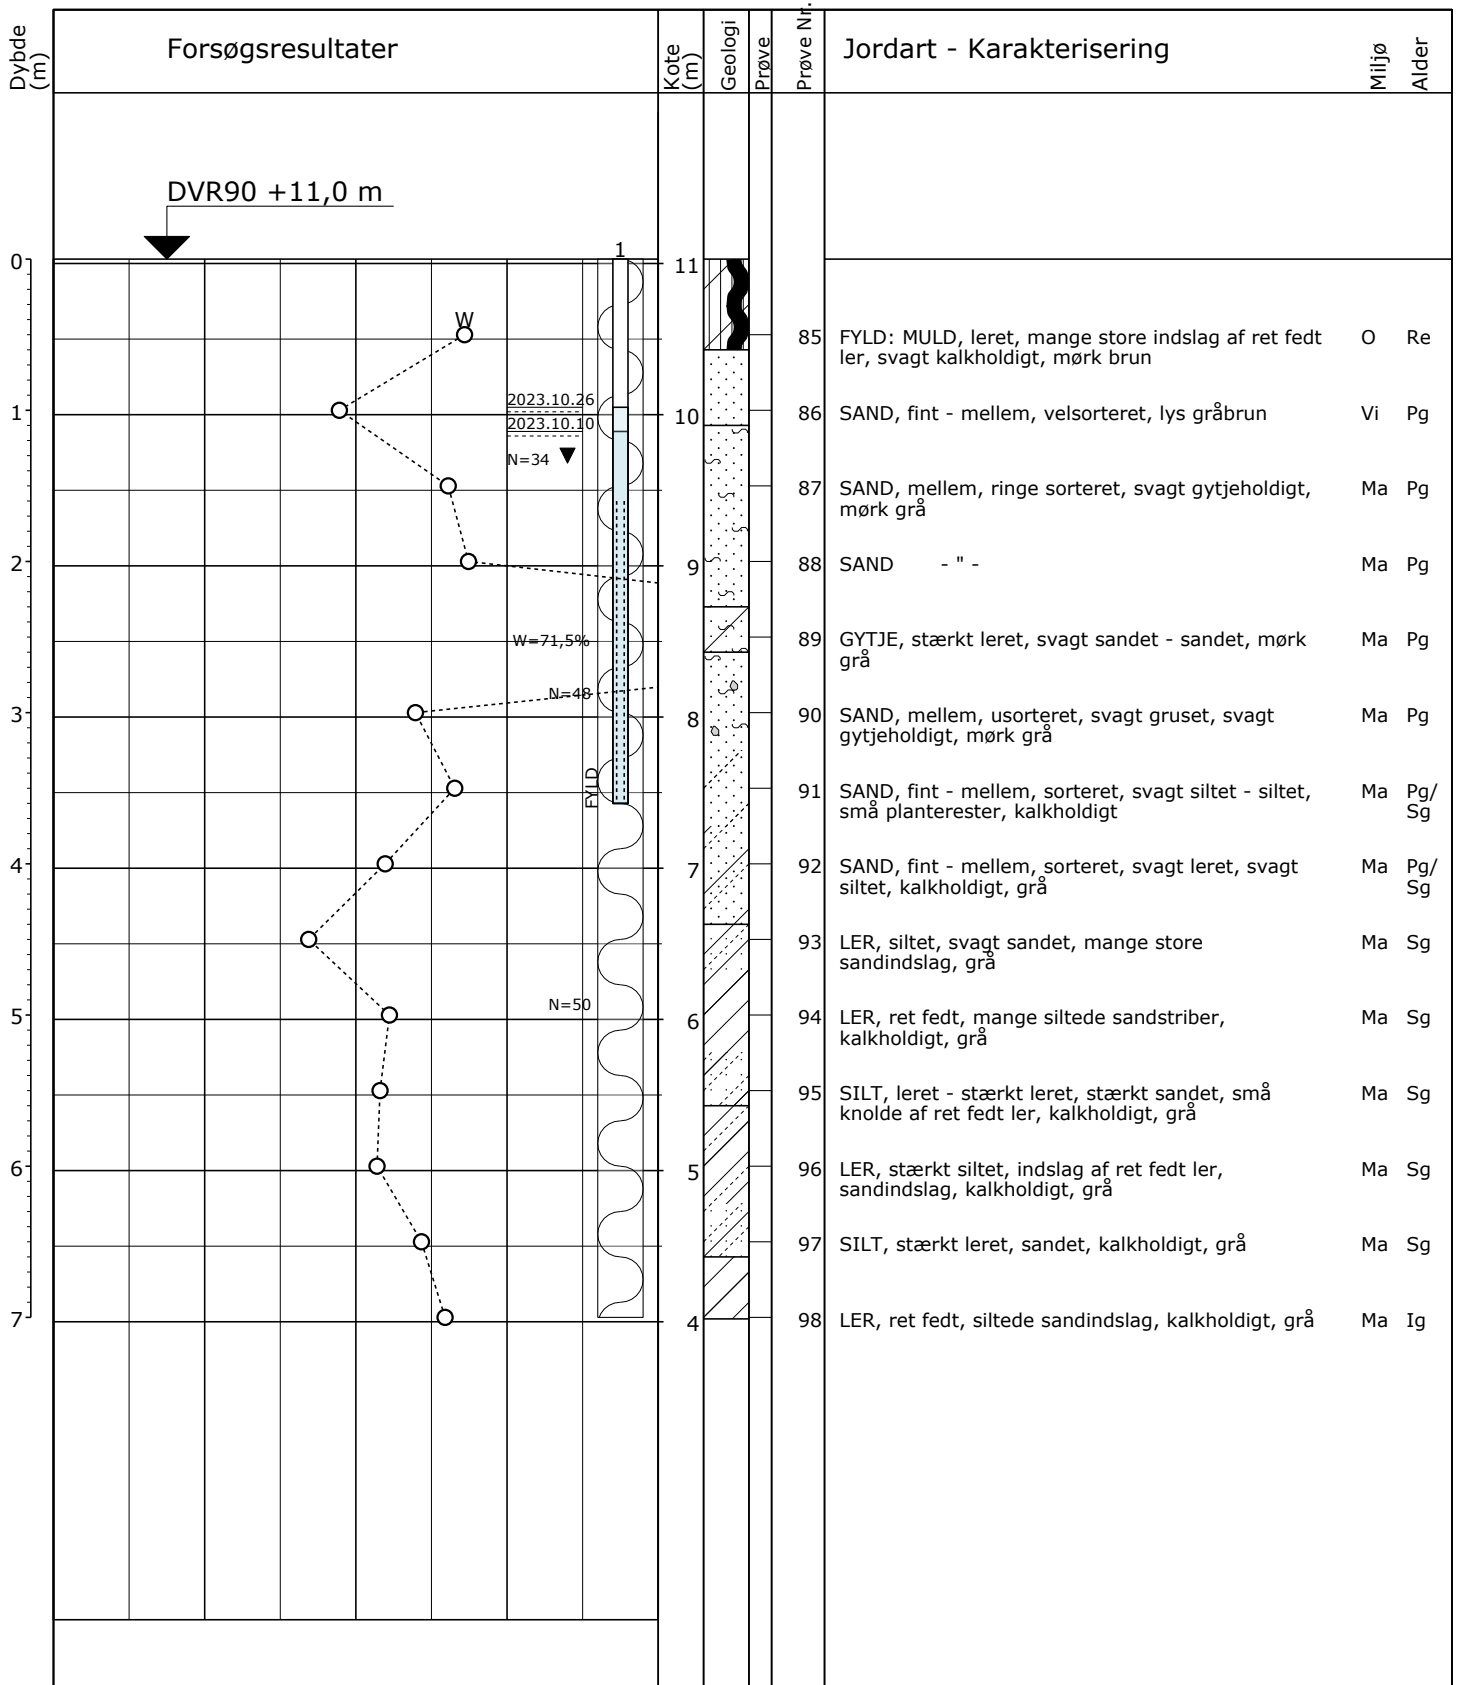 Dybde
(m)
Forsøgsresultater
Kote
(m)
Geologi
Prøve
Prøve Nr.
Jordart - Karakterisering
Miljø
Alder
DVR90 +11,0 m
1
0
11
W
85 FYLD: MULD, leret, mange store indslag af ret fedt O Re
ler, svagt kalkholdigt, mørk brun
2023.10.26
1
10
86 SAND, fint - mellem, velsorteret, lys gråbrun Vi Pg
2023.10.10
N=34
87 SAND, mellem, ringe sorteret, svagt gytjeholdigt, Ma Pg
mørk grå
2
9
88 SAND - " - Ma Pg
W=71,5%
89 GYTJE, stærkt leret, svagt sandet - sandet, mørk Ma Pg
grå
N=48
3
8
90 SAND, mellem, usorteret, svagt gruset, svagt Ma Pg
gytjeholdigt, mørk grå
FYLD
91 SAND, fint - mellem, sorteret, svagt siltet - siltet, Ma Pg/
små planterester, kalkholdigt Sg
4
7
92 SAND, fint - mellem, sorteret, svagt leret, svagt Ma Pg/
siltet, kalkholdigt, grå Sg
93 LER, siltet, svagt sandet, mange store Ma Sg
sandindslag, grå
N=50
5
6
94 LER, ret fedt, mange siltede sandstriber, Ma Sg
kalkholdigt, grå
95 SILT, leret - stærkt leret, stærkt sandet, små Ma Sg
knolde af ret fedt ler, kalkholdigt, grå
6
5
96 LER, stærkt siltet, indslag af ret fedt ler, Ma Sg
sandindslag, kalkholdigt, grå
97 SILT, stærkt leret, sandet, kalkholdigt, grå Ma Sg
7
4
98 LER, ret fedt, siltede sandindslag, kalkholdigt, grå Ma Ig